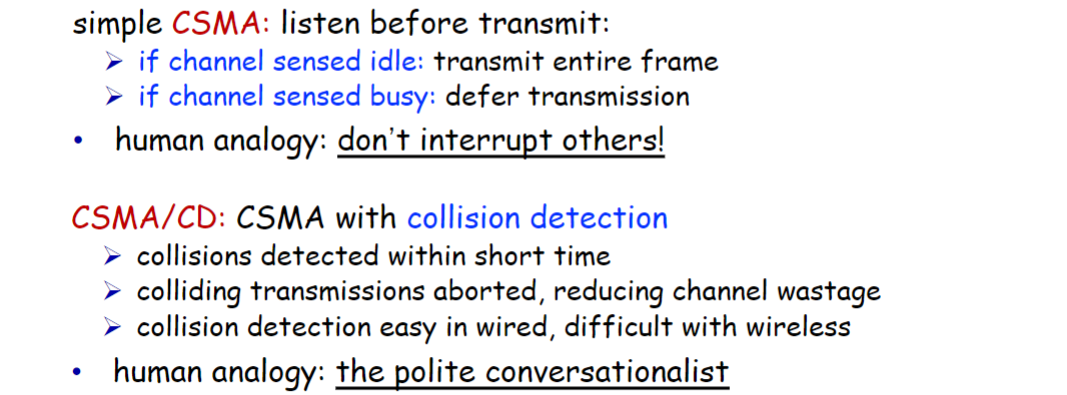 simple CSMA: listen before transmit:
➢ if channel sensed idle: transmit entire frame
➢ if channel sensed busy: defer transmission
• human analogy: don't interrupt others!
CSMA/CD: CSMA with collision detection
➢ collisions detected within short time
➢ colliding transmissions aborted, reducing channel wastage
➢ collision detection easy in wired, difficult with wireless
• human analogy: the polite conversationalist